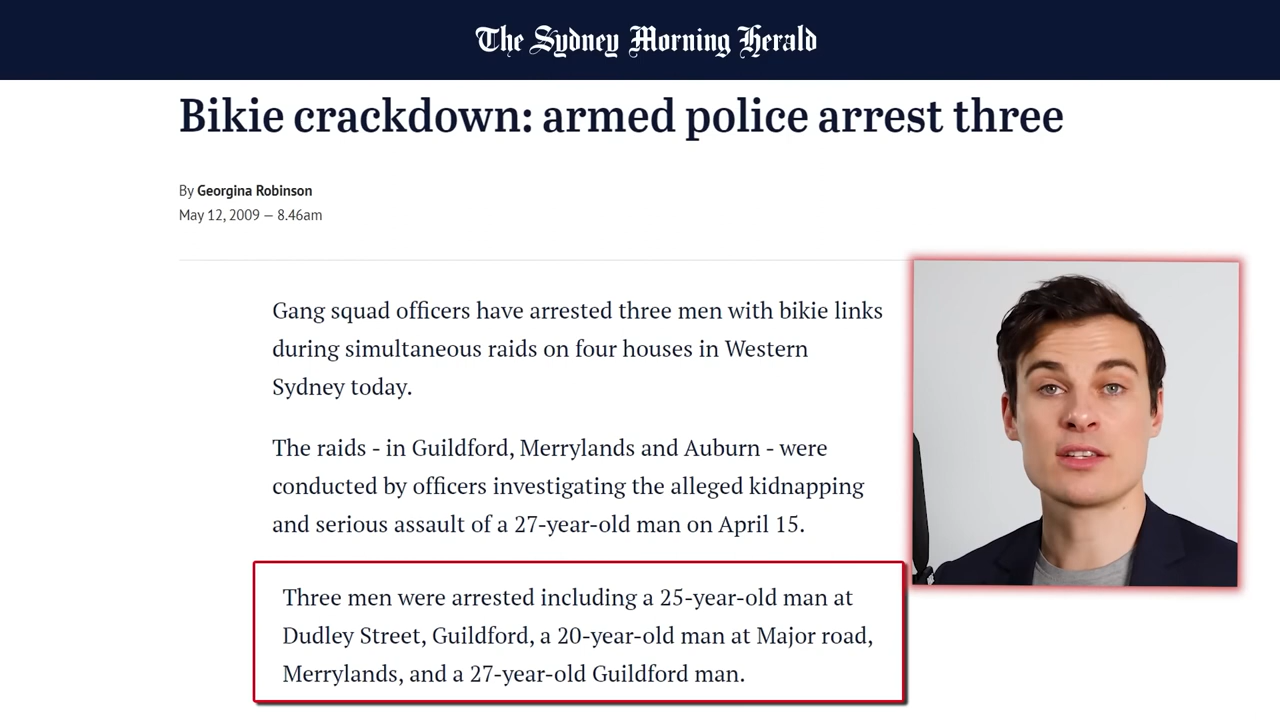 The Sydney Morning Herald
Bikie crackdown: armed police arrest three
By Georgina Robinson
May 12, 2009 — 8.46am
Gang squad officers have arrested three men with bikie links
during simultaneous raids on four houses in Western
Sydney today.
The raids - in Guildford, Merrylands and Auburn - were
conducted by officers investigating the alleged kidnapping
and serious assault of a 27-year-old man on April 15.
Three men were arrested including a 25-year-old man at
Dudley Street, Guildford, a 20-year-old man at Major road,
Merrylands, and a 27-year-old Guildford man.